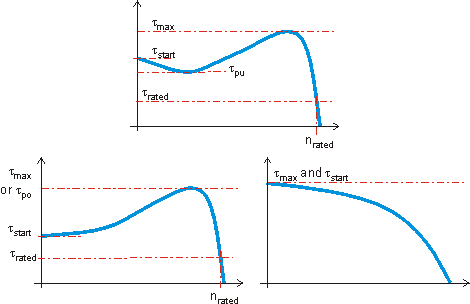 τmax
τstart
τpu
τrated
nrated
τmax
or τpo
τstart
τrated
nrated
τmax and τstart